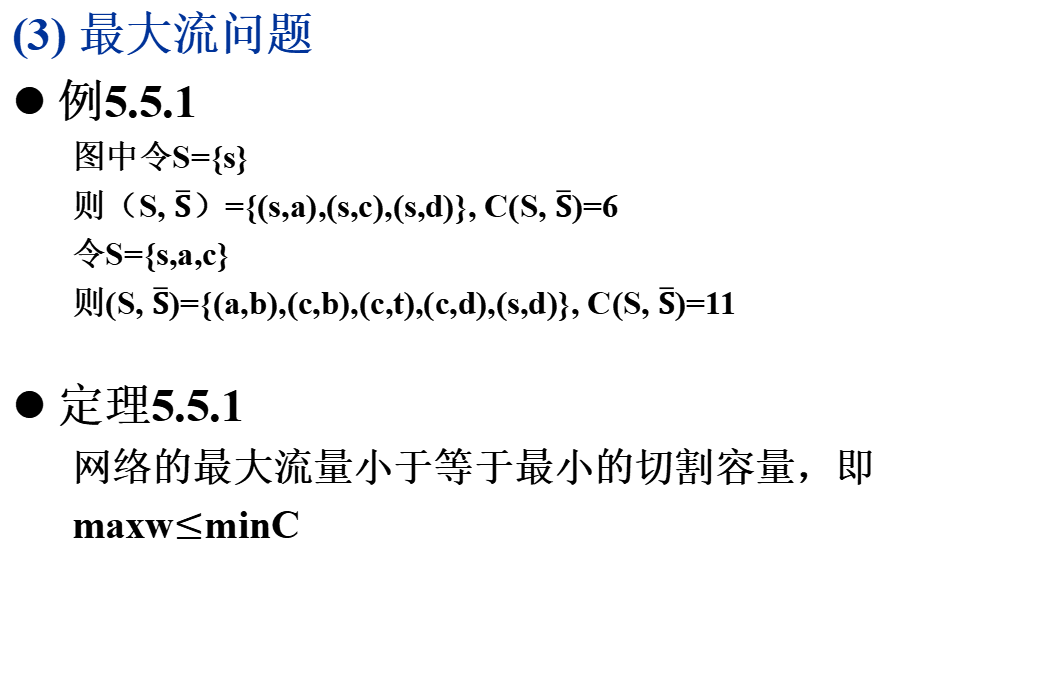 (3) 最大流问题
● 例5.5.1
图中令S={s}
则（S, S̅）={(s,a),(s,c),(s,d)}, C(S, S̅)=6
令S={s,a,c}
则(S, S̅)={(a,b),(c,b),(c,t),(c,d),(s,d)}, C(S, S̅)=11
● 定理5.5.1
网络的最大流量小于等于最小的切割容量，即
maxw≤minC